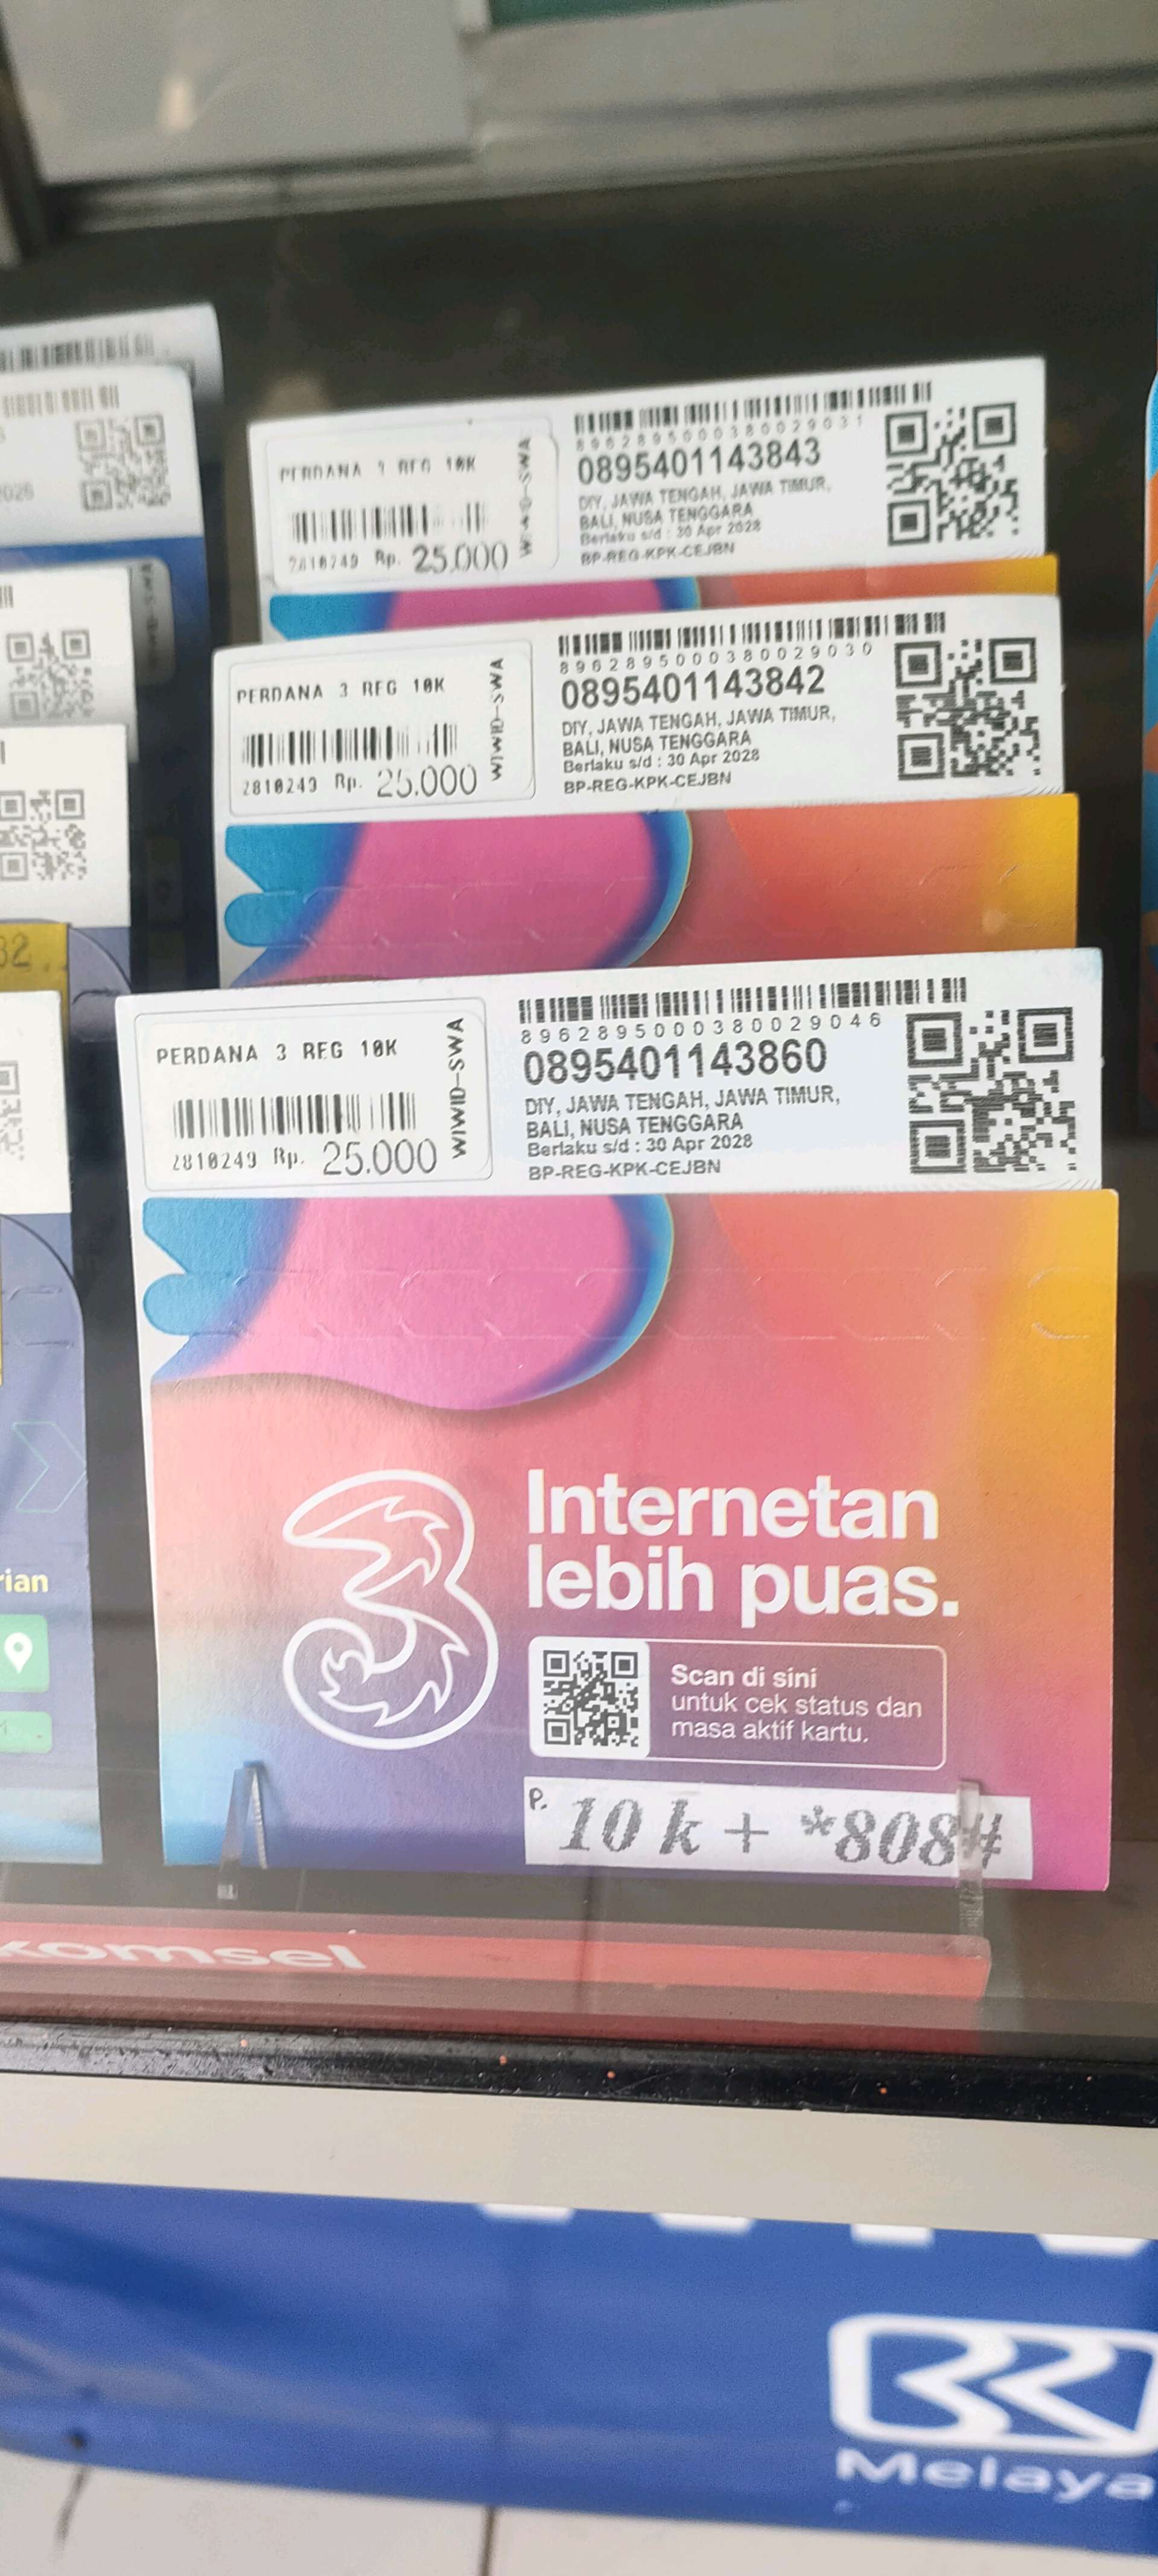 PERDANA 3 REG 10K
WIWID-SWA
2810249 Rp. 25.000
8962895000380029031
0895401143843
DIY, JAWA TENGAH, JAWA TIMUR,
BALI, NUSA TENGGARA
Berlaku s/d : 30 Apr 2028
BP-REG-KPK-CEJBN
PERDANA 3 REG 10K
WIWID-SWA
2810249 Rp. 25.000
8962895000380029030
0895401143842
DIY, JAWA TENGAH, JAWA TIMUR,
BALI, NUSA TENGGARA
Berlaku s/d : 30 Apr 2028
BP-REG-KPK-CEJBN
PERDANA 3 REG 10K
WIWID-SWA
2810249 Rp. 25.000
8962895000380029046
0895401143860
DIY, JAWA TENGAH, JAWA TIMUR,
BALI, NUSA TENGGARA
Berlaku s/d : 30 Apr 2028
BP-REG-KPK-CEJBN
3
Internetan
lebih puas.
Scan di sini
untuk cek status dan
masa aktif kartu.
P. 10 k + *808#
rian
komsel
Melaya